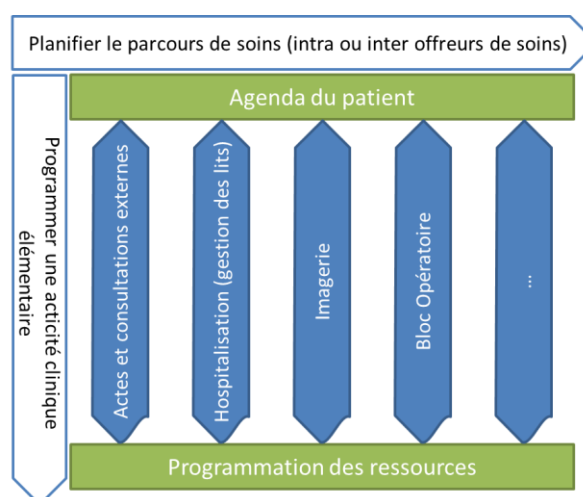 Planifier le parcours de soins (intra ou inter offreurs de soins)
Agenda du patient
Programmer une acticité clinique
élémentaire
Actes et consultations externes
Hospitalisation (gestion des lits)
Imagerie
Bloc Opératoire
...
Programmation des ressources